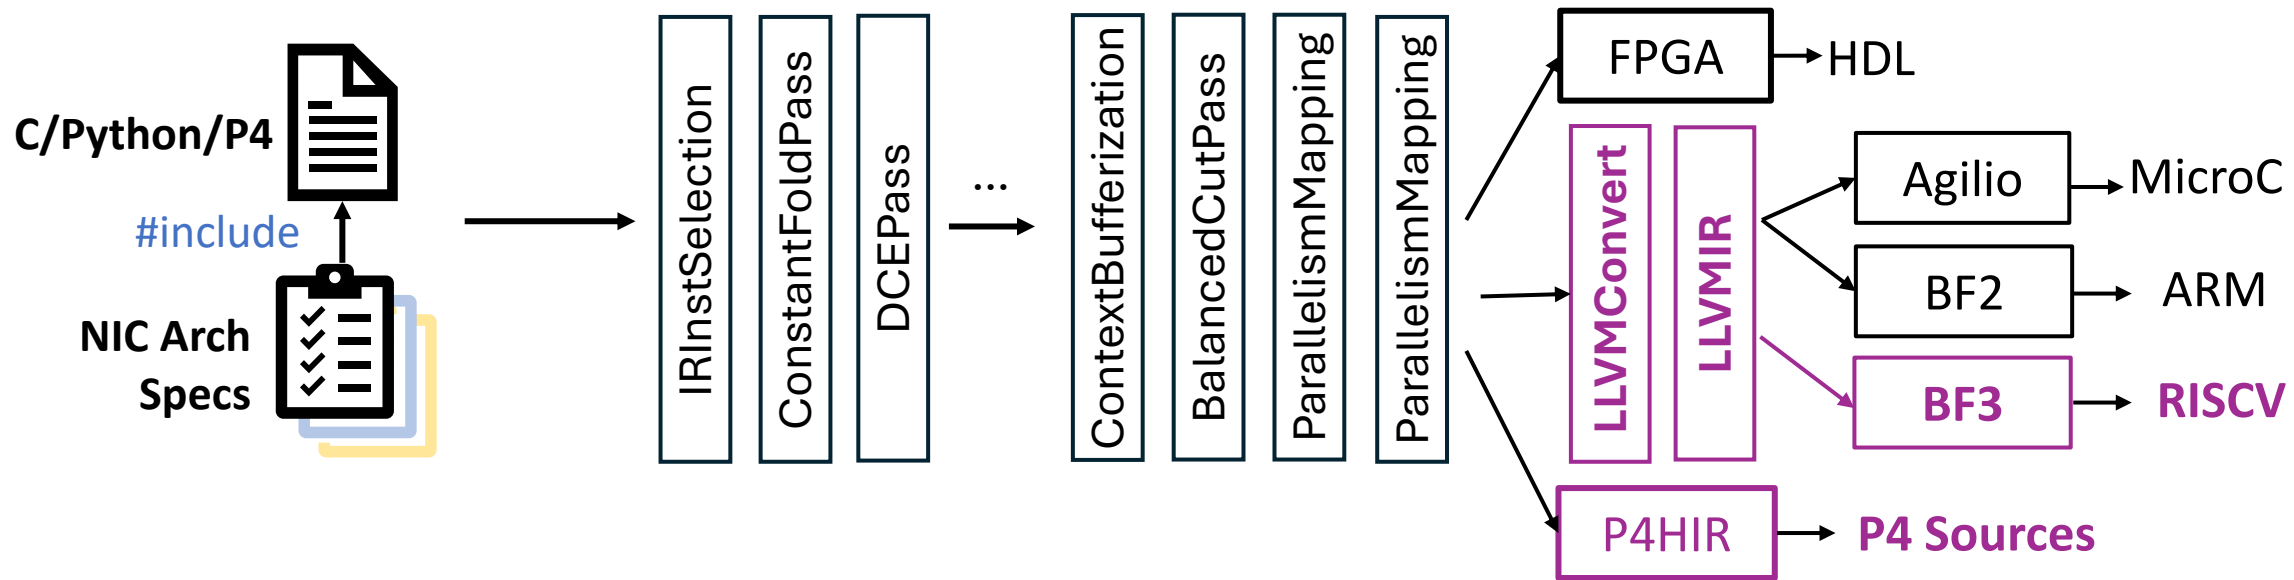 C/Python/P4
#include
NIC Arch
Specs
IRInstSelection
ConstantFoldPass
DCEPass
...
ContextBufferization
BalancedCutPass
ParallelismMapping
ParallelismMapping
FPGA
HDL
LLVMConvert
LLVMIR
Agilio
MicroC
BF2
ARM
BF3
RISCV
P4HIR
P4 Sources